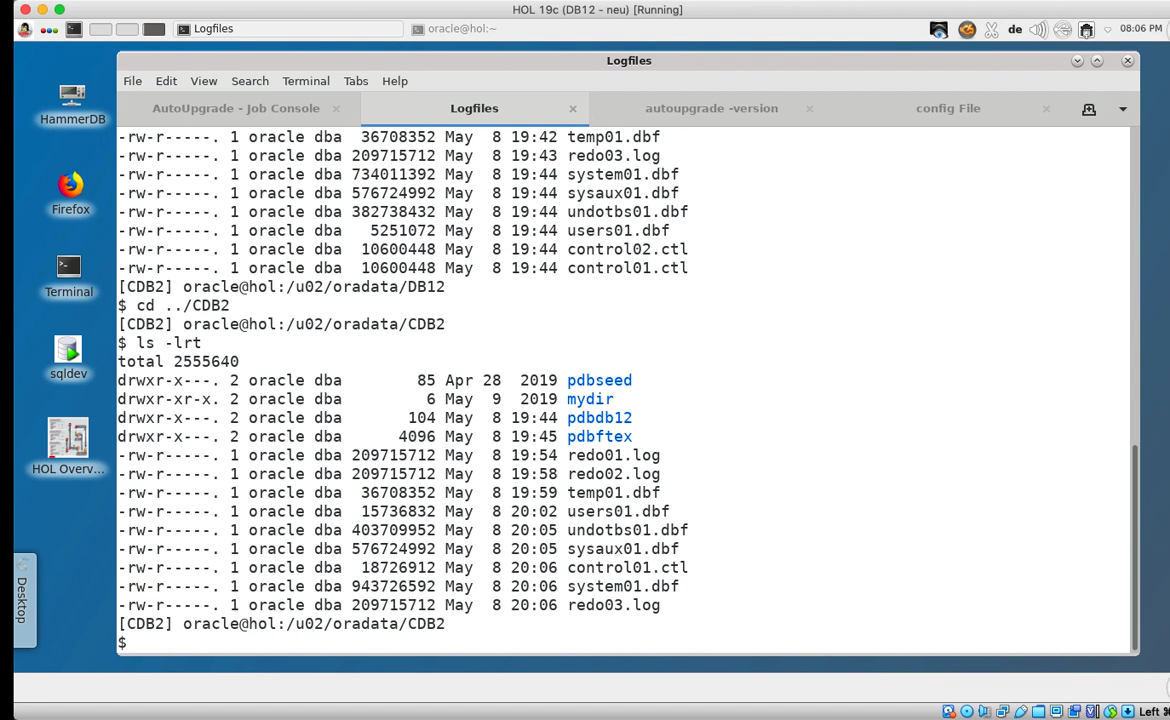 HOL 19c (DB12 - neu) [Running]
Logfiles
oracle@hol:~
de
08:06 PM
Logfiles
File Edit View Search Terminal Tabs Help
AutoUpgrade - Job Console × Logfiles × autoupgrade -version × config File ×
-rw-r-----. 1 oracle dba  36708352 May  8 19:42 temp01.dbf
-rw-r-----. 1 oracle dba 209715712 May  8 19:43 redo03.log
-rw-r-----. 1 oracle dba 734011392 May  8 19:44 system01.dbf
-rw-r-----. 1 oracle dba 576724992 May  8 19:44 sysaux01.dbf
-rw-r-----. 1 oracle dba 382738432 May  8 19:44 undotbs01.dbf
-rw-r-----. 1 oracle dba   5251072 May  8 19:44 users01.dbf
-rw-r-----. 1 oracle dba  10600448 May  8 19:44 control02.ctl
-rw-r-----. 1 oracle dba  10600448 May  8 19:44 control01.ctl
[CDB2] oracle@hol:/u02/oradata/DB12
$ cd ../CDB2
[CDB2] oracle@hol:/u02/oradata/CDB2
$ ls -lrt
total 2555640
drwxr-x---. 2 oracle dba        85 Apr 28  2019 pdbseed
drwxr-xr-x. 2 oracle dba         6 May  9  2019 mydir
drwxr-x---. 2 oracle dba       104 May  8 19:44 pdbdb12
drwxr-x---. 2 oracle dba      4096 May  8 19:45 pdbftex
-rw-r-----. 1 oracle dba 209715712 May  8 19:54 redo01.log
-rw-r-----. 1 oracle dba 209715712 May  8 19:58 redo02.log
-rw-r-----. 1 oracle dba  36708352 May  8 19:59 temp01.dbf
-rw-r-----. 1 oracle dba  15736832 May  8 20:02 users01.dbf
-rw-r-----. 1 oracle dba 403709952 May  8 20:05 undotbs01.dbf
-rw-r-----. 1 oracle dba 576724992 May  8 20:05 sysaux01.dbf
-rw-r-----. 1 oracle dba  18726912 May  8 20:06 control01.ctl
-rw-r-----. 1 oracle dba 943726592 May  8 20:06 system01.dbf
-rw-r-----. 1 oracle dba 209715712 May  8 20:06 redo03.log
[CDB2] oracle@hol:/u02/oradata/CDB2
$
HammerDB
Firefox
Terminal
sqldev
HOL Overv...
Desktop
Left ⌘